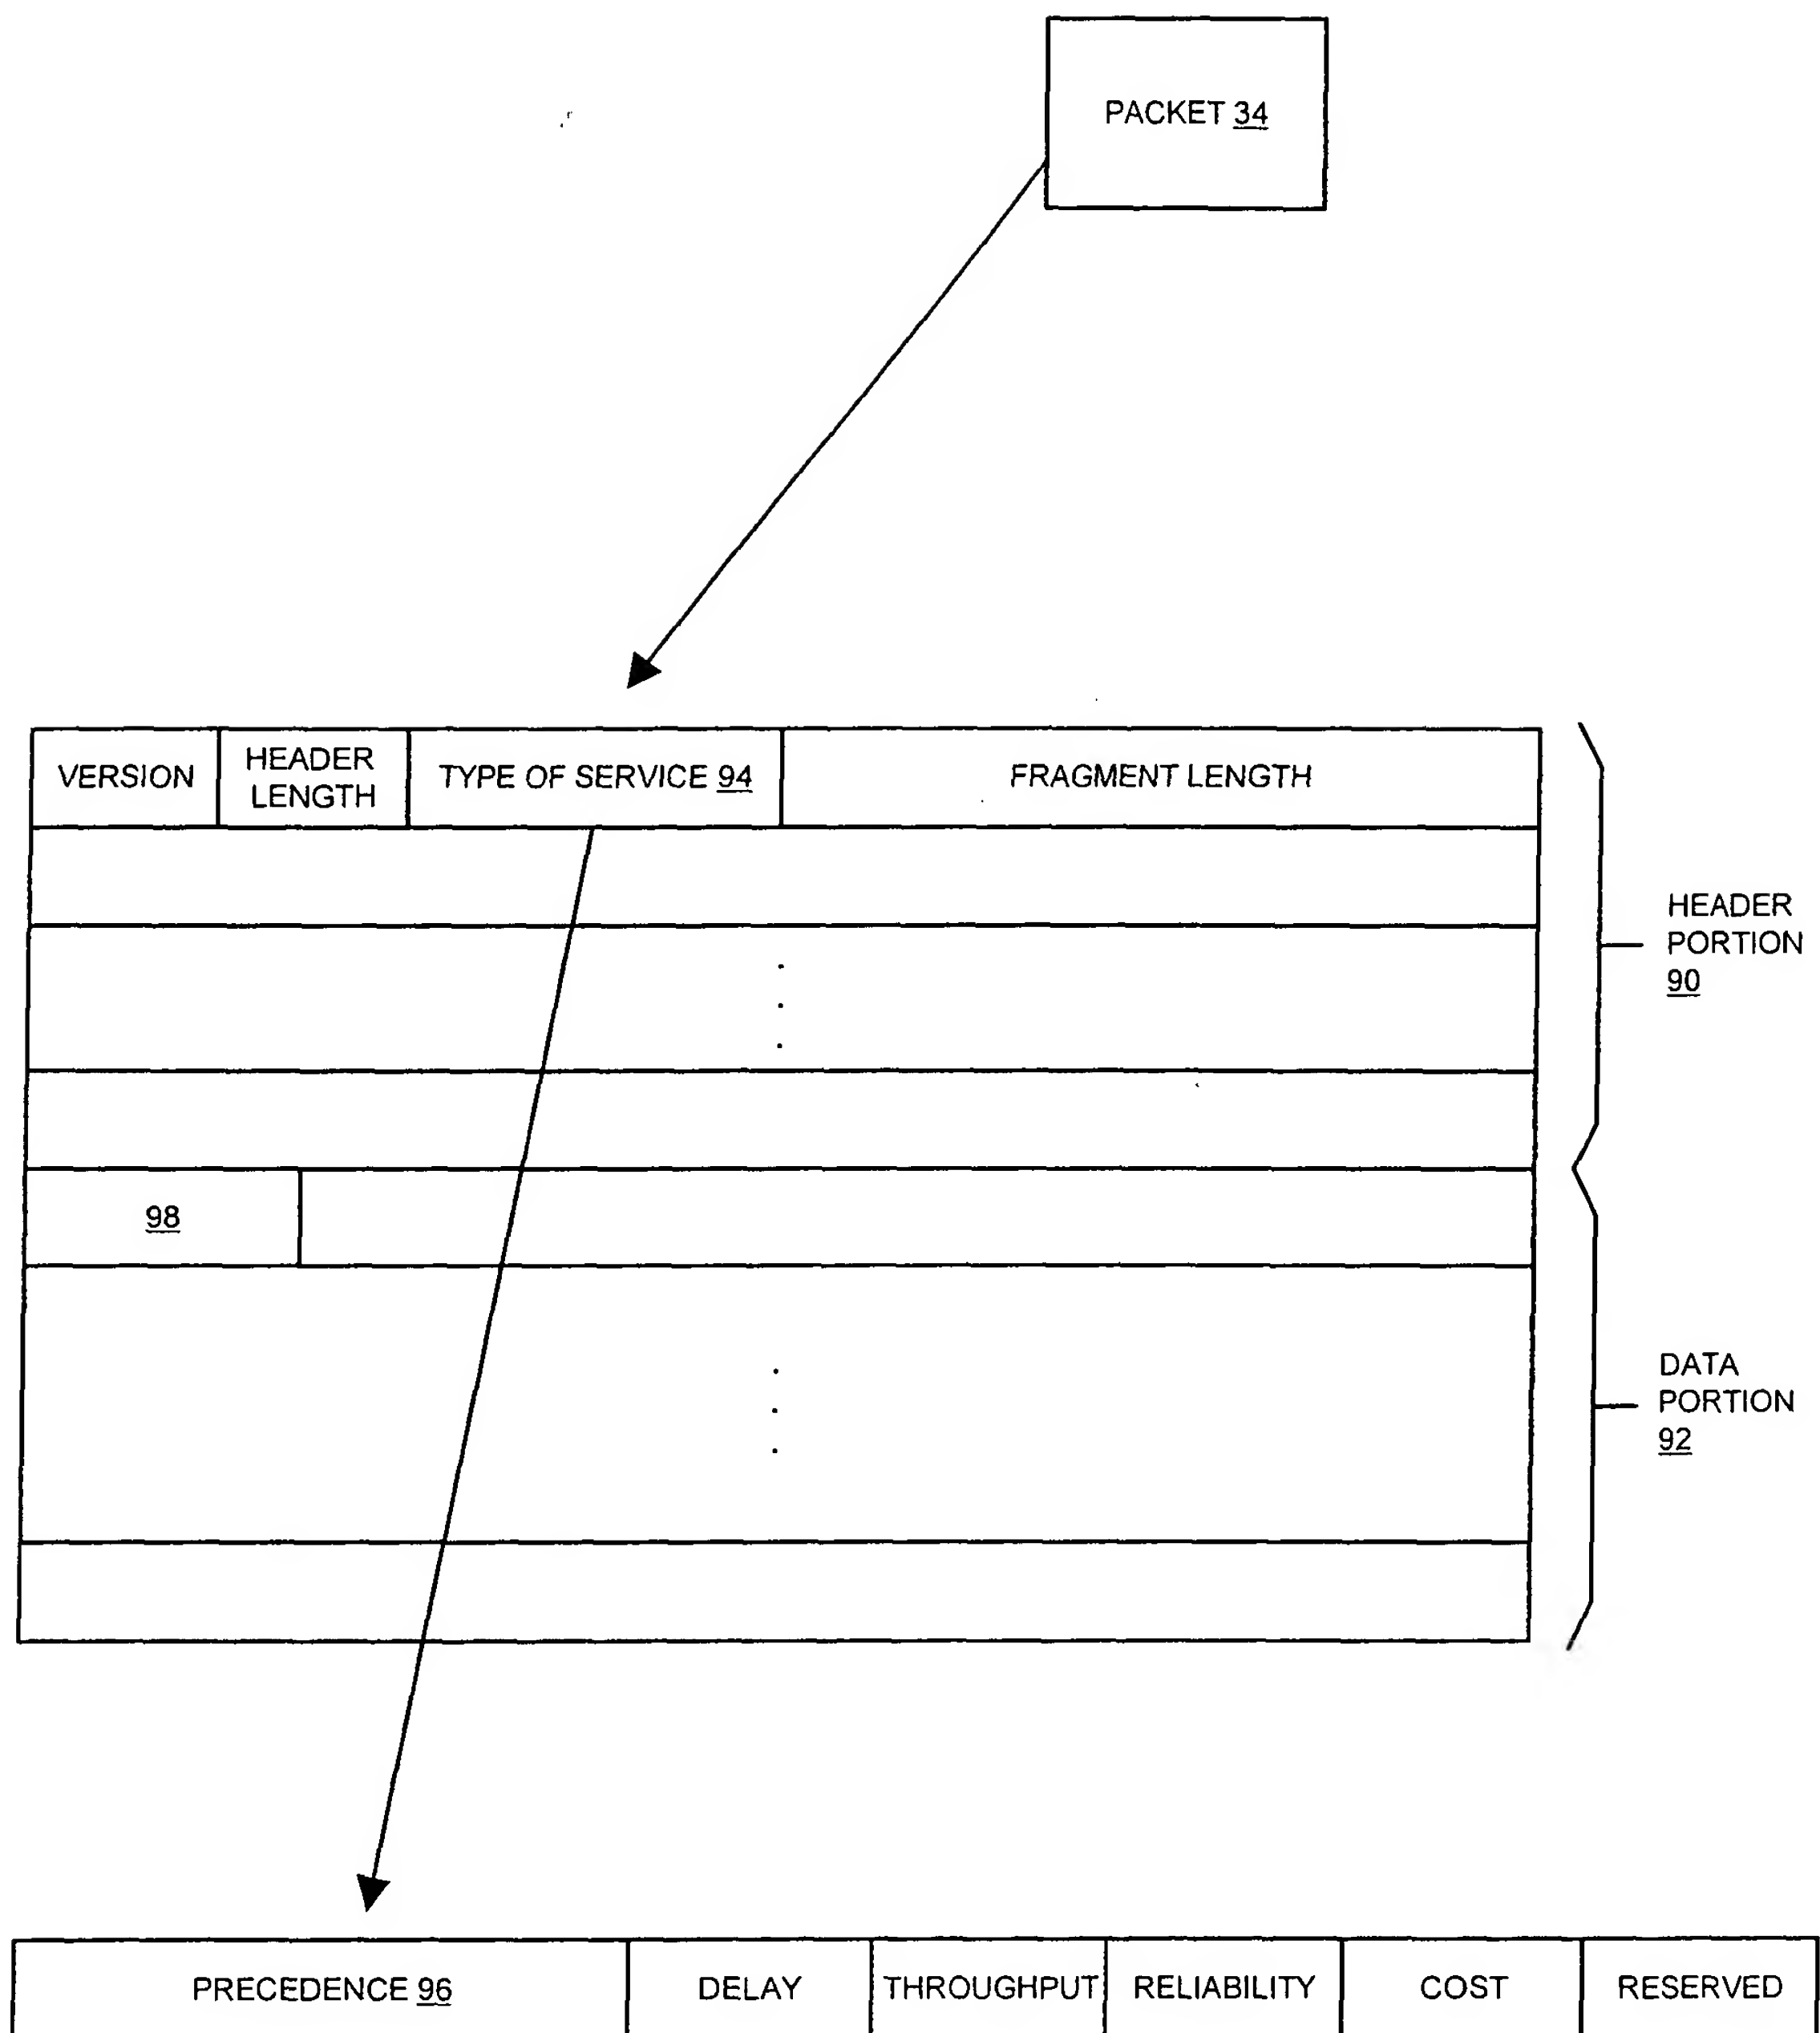 PACKET 34
VERSION
HEADER
LENGTH
TYPE OF SERVICE 94
FRAGMENT LENGTH
HEADER
PORTION
90
98
DATA
PORTION
92
PRECEDENCE 96
DELAY
THROUGHPUT
RELIABILITY
COST
RESERVED